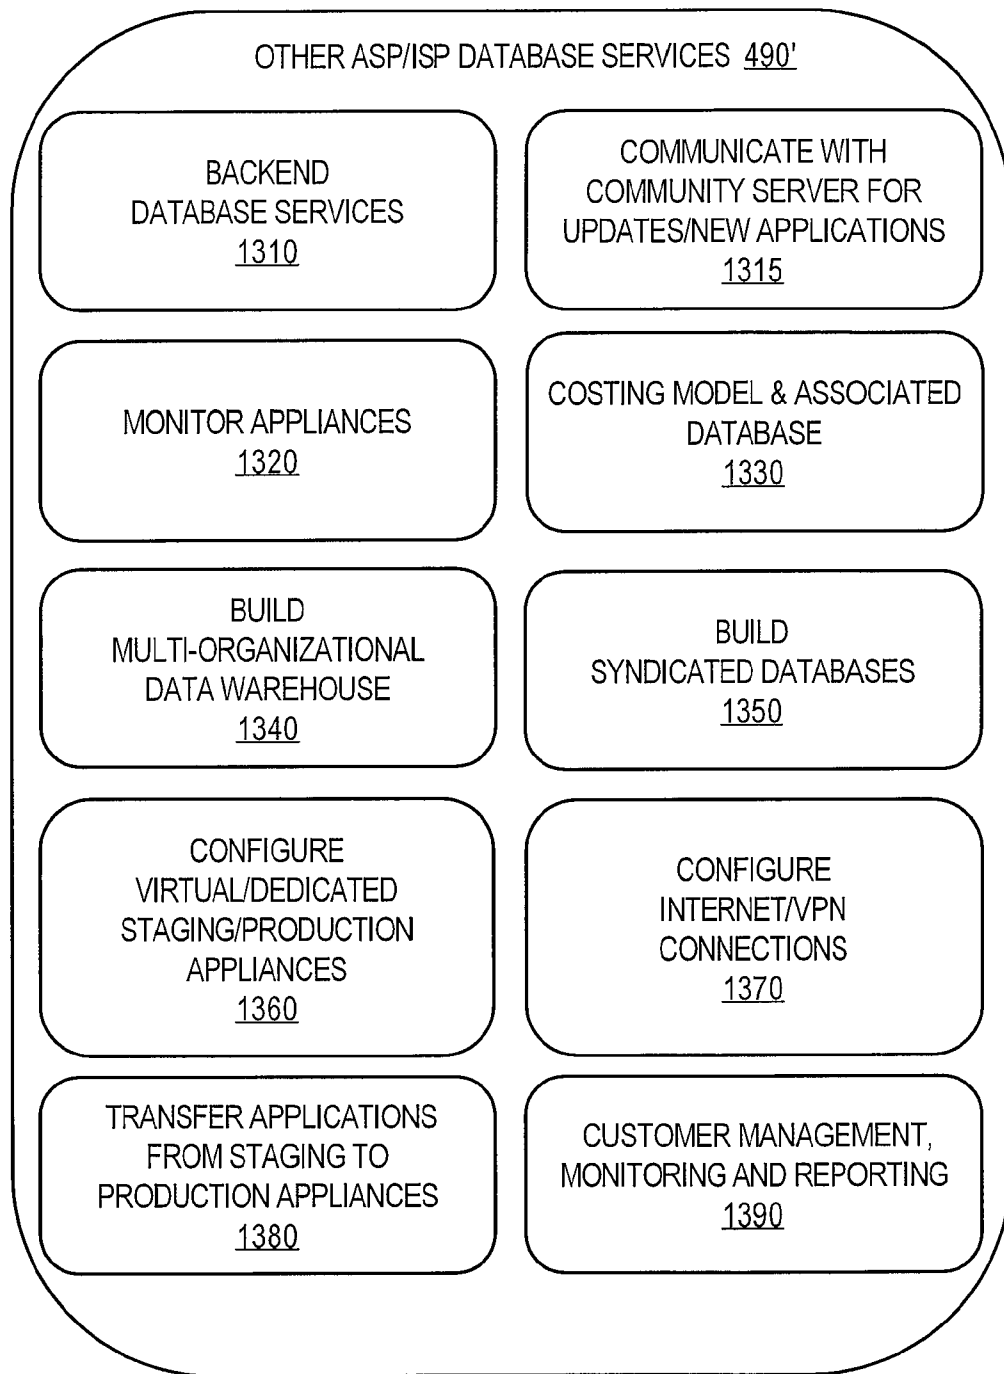 OTHER ASP/ISP DATABASE SERVICES 490'
BACKEND
DATABASE SERVICES
1310
COMMUNICATE WITH
COMMUNITY SERVER FOR
UPDATES/NEW APPLICATIONS
1315
MONITOR APPLIANCES
1320
COSTING MODEL & ASSOCIATED
DATABASE
1330
BUILD
MULTI-ORGANIZATIONAL
DATA WAREHOUSE
1340
BUILD
SYNDICATED DATABASES
1350
CONFIGURE
VIRTUAL/DEDICATED
STAGING/PRODUCTION
APPLIANCES
1360
CONFIGURE
INTERNET/VPN
CONNECTIONS
1370
TRANSFER APPLICATIONS
FROM STAGING TO
PRODUCTION APPLIANCES
1380
CUSTOMER MANAGEMENT,
MONITORING AND REPORTING
1390